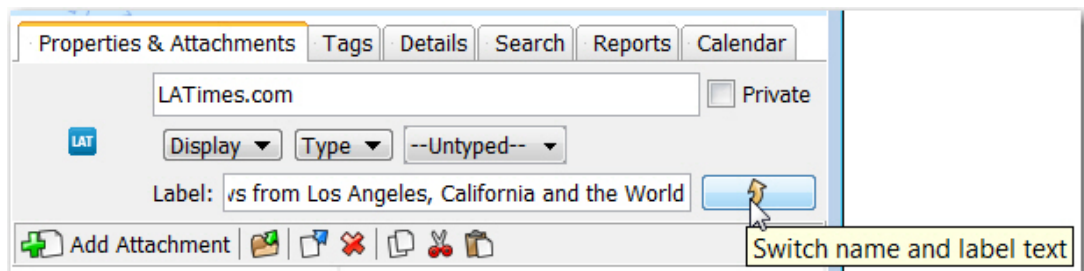 Properties & Attachments Tags Details Search Reports Calendar
LATimes.com Private
LAT Display Type --Untyped--
Label: from Los Angeles, California and the World
Add Attachment
Switch name and label text